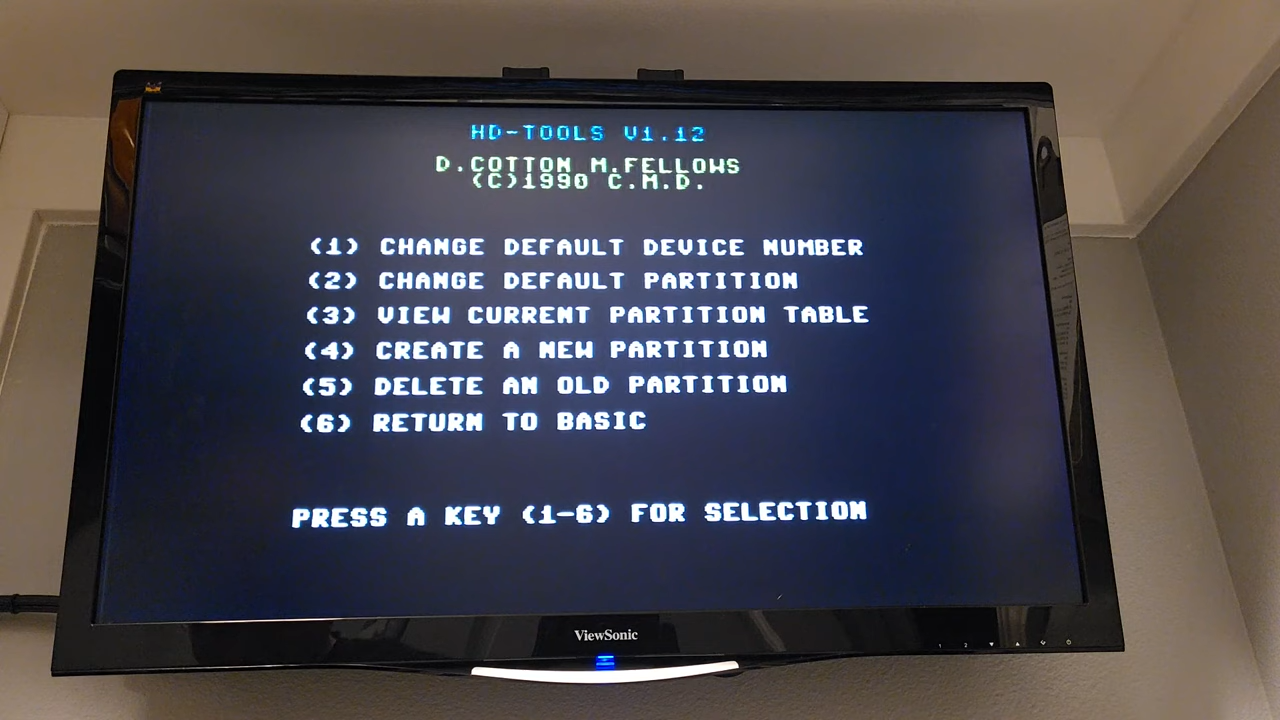 HD-TOOLS V1.12
D.COTTON M.FELLOWS
(C)1990 C.M.D.
(1) CHANGE DEFAULT DEVICE NUMBER
(2) CHANGE DEFAULT PARTITION
(3) VIEW CURRENT PARTITION TABLE
(4) CREATE A NEW PARTITION
(5) DELETE AN OLD PARTITION
(6) RETURN TO BASIC
PRESS A KEY (1-6) FOR SELECTION
ViewSonic
1 2